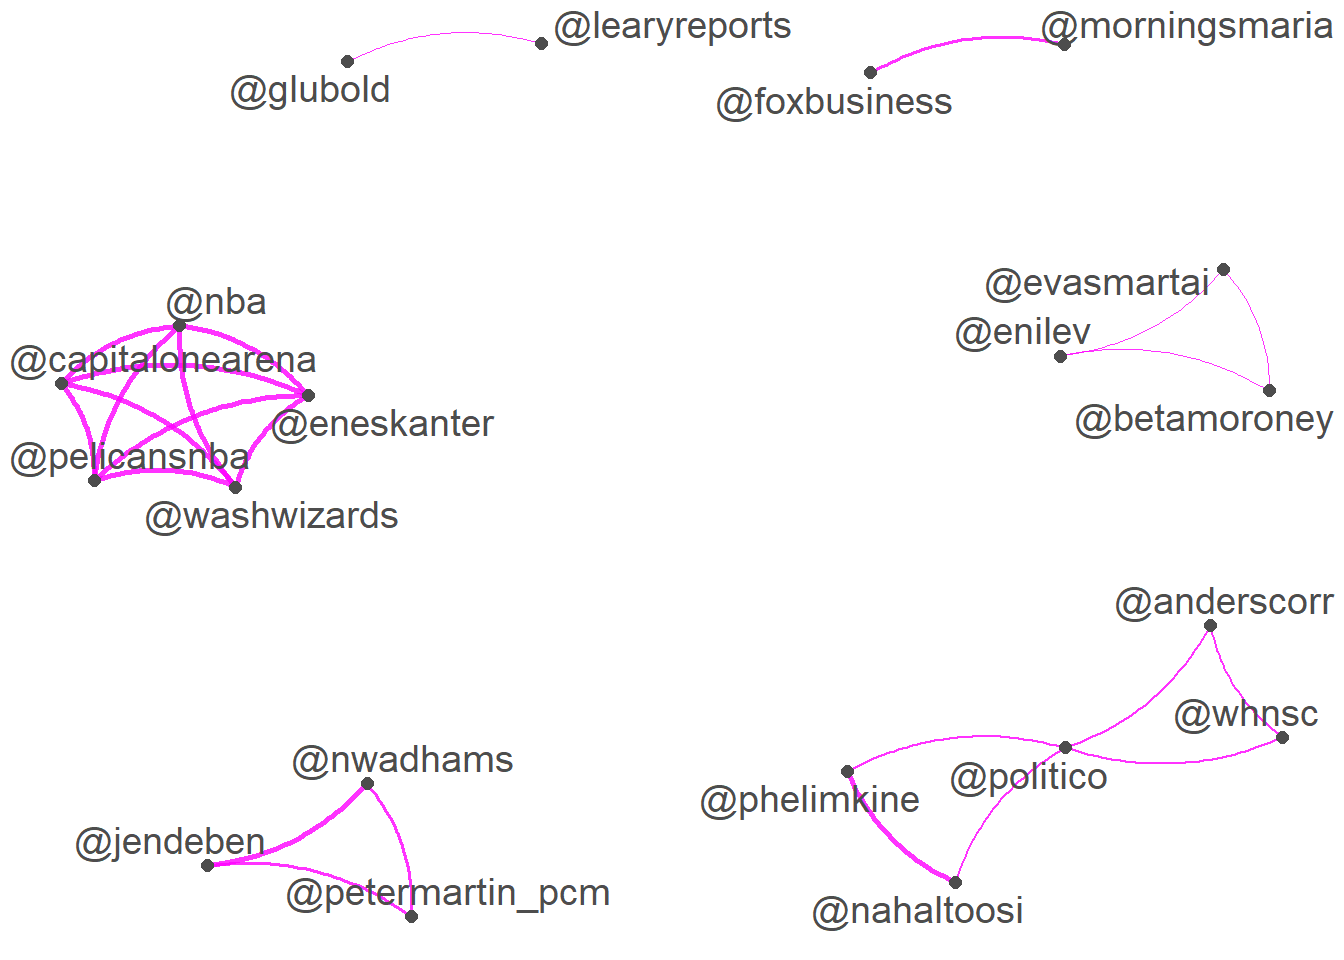 @learyreports
@morningsmaria
@glubold
@foxbusiness
@evasmartai
@nba
@enilev
@capitalonearena
@betamoroney
@eneskanter
@pelicansnba
@washwizards
@anderscorr
@whnsc
@nwadhams
@politico
@phelimkine
@jendeben
@petermartin_pcm
@nahaltoosi